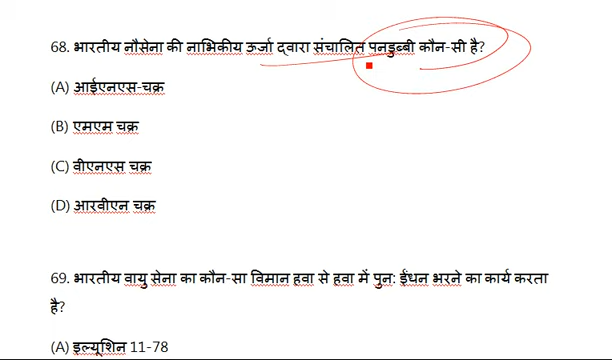 68. भारतीय नौसेना की नाभिकीय ऊर्जा द्वारा संचालित पनडुब्बी कौन-सी है?
(A) आईएनएस-चक्र
(B) एमएम चक्र
(C) वीएनएस चक्र
(D) आरवीएन चक्र
69. भारतीय वायु सेना का कौन-सा विमान हवा से हवा में पुन: ईंधन भरने का कार्य करता
है?
(A) इल्यूशिन 11-78